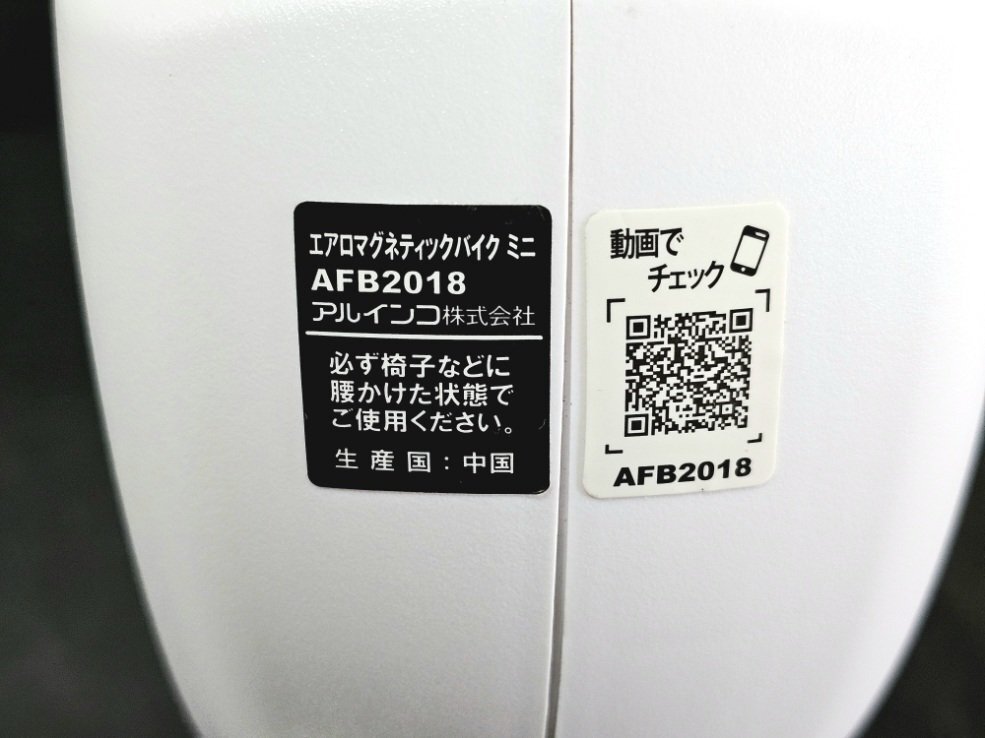 エアロマグネティックバイク ミニ
AFB2018
アルインコ株式会社
必ず椅子などに
腰かけた状態で
ご使用ください。
生産国：中国
動画で
チェック
AFB2018